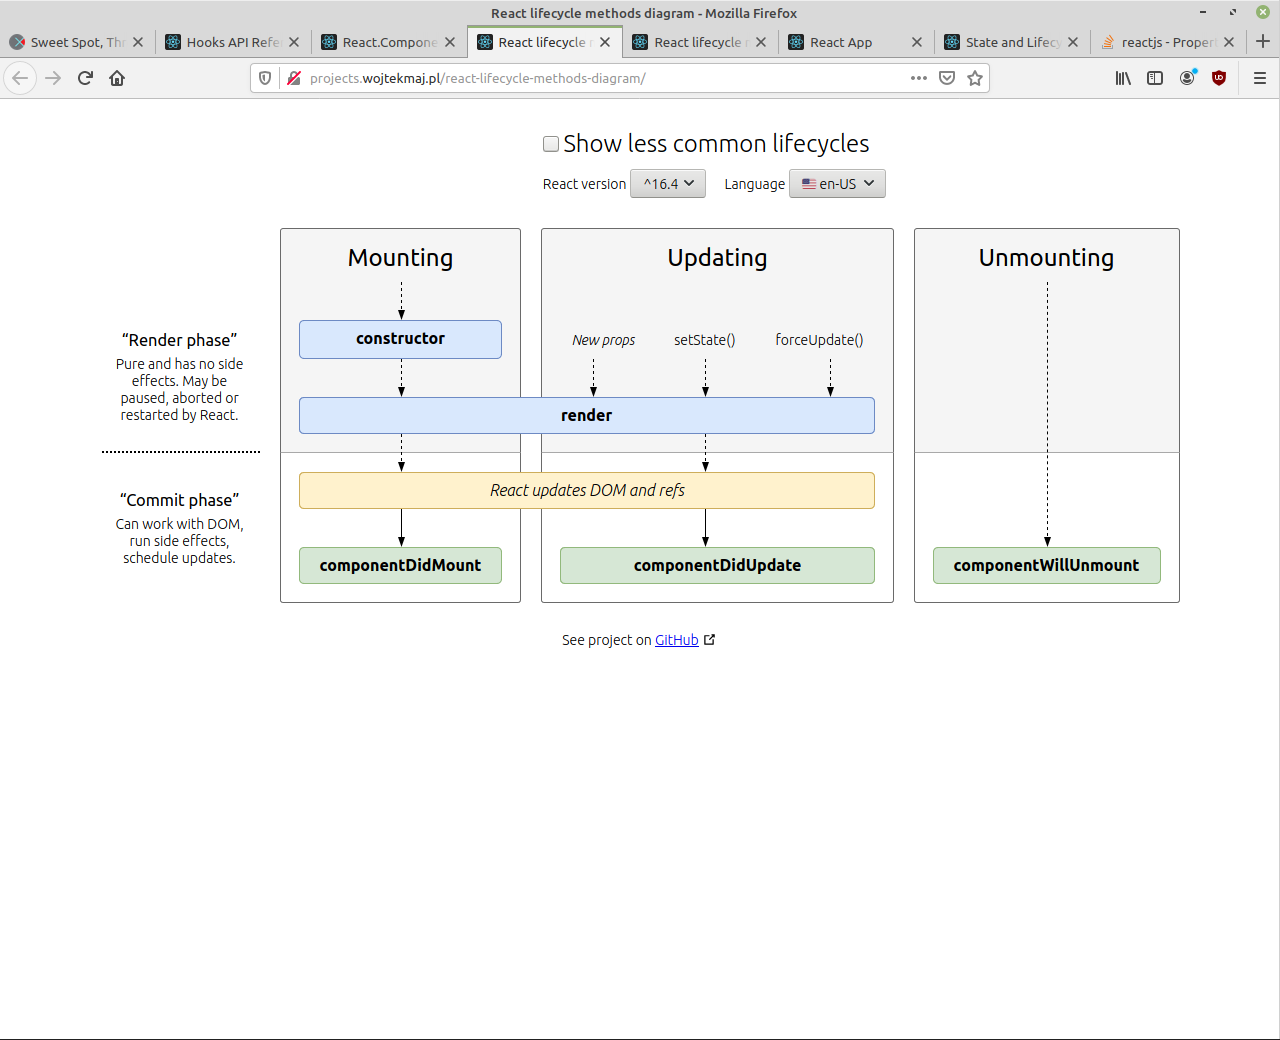 React lifecycle methods diagram - Mozilla Firefox
Sweet Spot, Thr
Hooks API Refe
React.Compone
React lifecycle
React lifecycle
React App
State and Lifecy
reactjs - Proper
projects.wojtekmaj.pl/react-lifecycle-methods-diagram/
Show less common lifecycles
React version ^16.4 Language en-US
Mounting
Updating
Unmounting
“Render phase”
Pure and has no side
effects. May be
paused, aborted or
restarted by React.
constructor
New props
setState()
forceUpdate()
render
“Commit phase”
Can work with DOM,
run side effects,
schedule updates.
React updates DOM and refs
componentDidMount
componentDidUpdate
componentWillUnmount
See project on GitHub